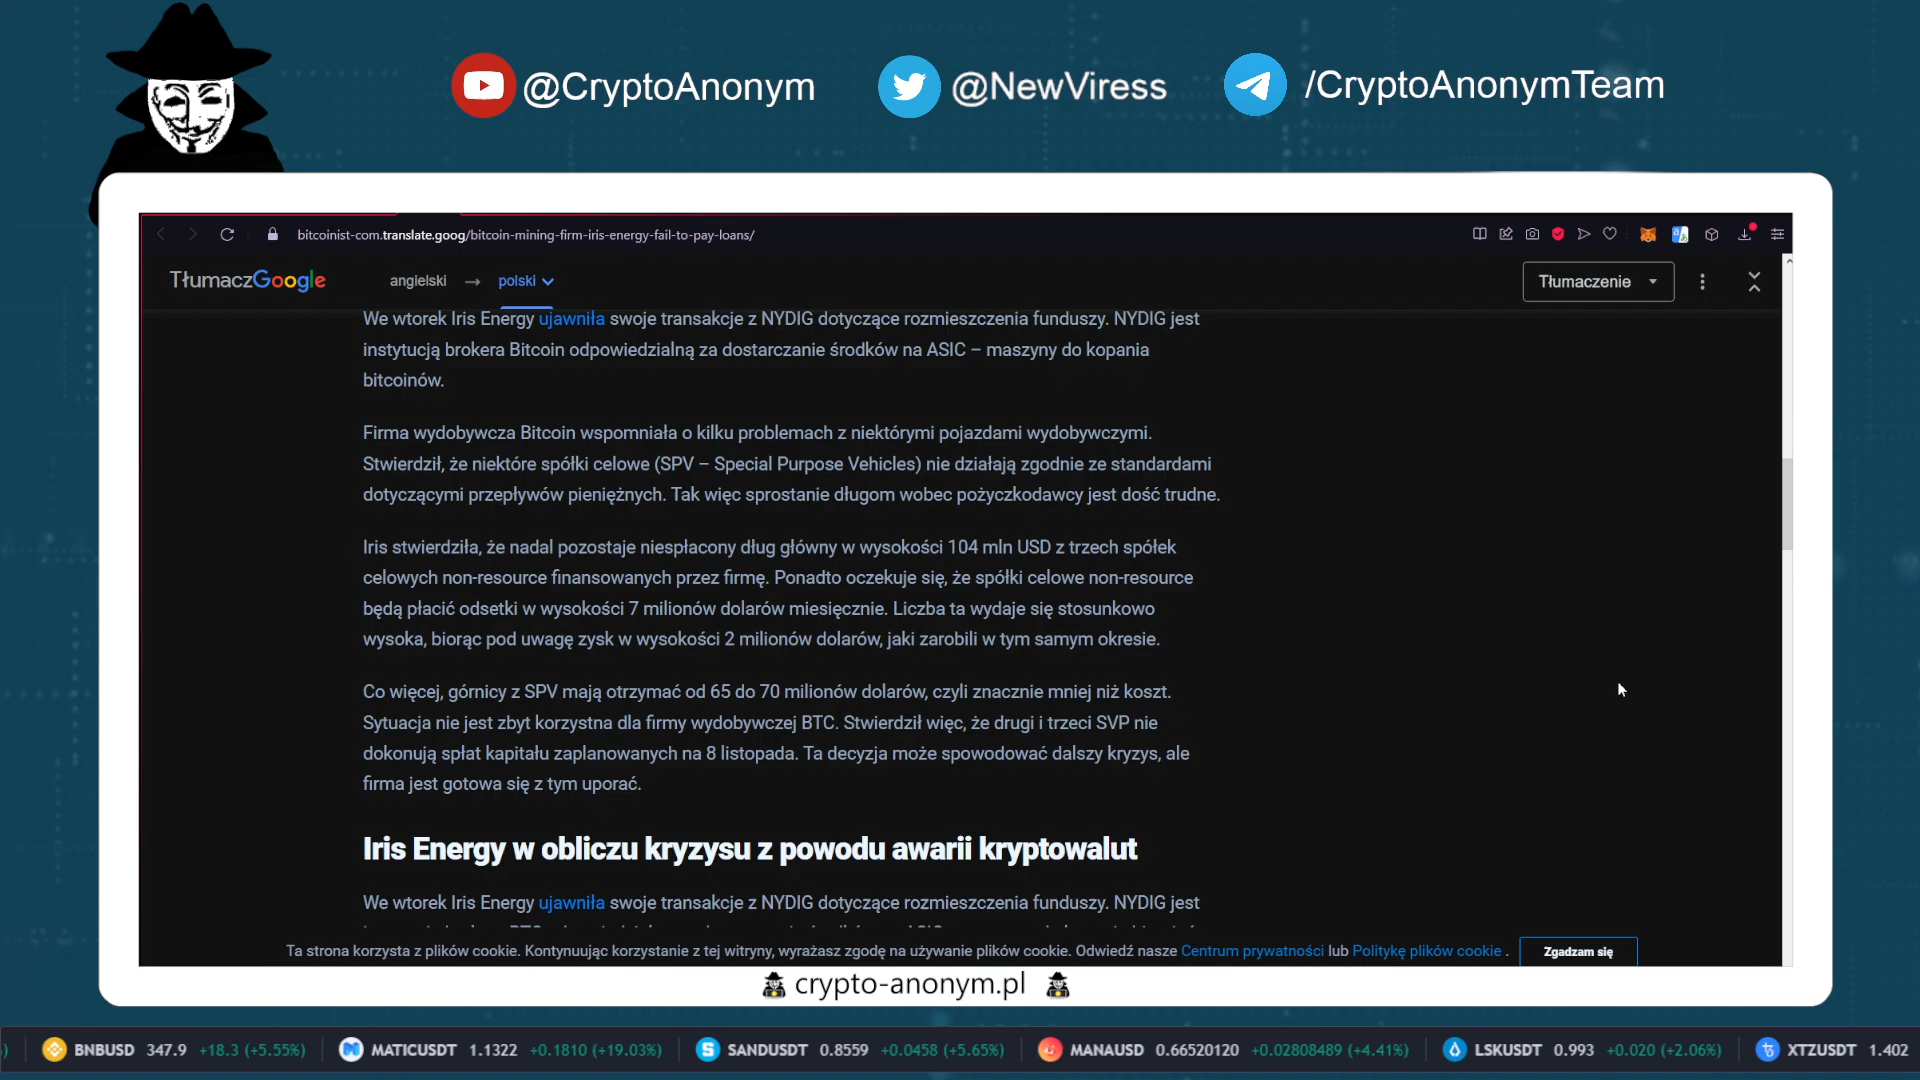 @CryptoAnonym
@NewViress
/CryptoAnonymTeam
bitcoinist-com.translate.goog/bitcoin-mining-firm-iris-energy-fail-to-pay-loans/
TłumaczGoogle
angielski → polski
Tłumaczenie
We wtorek Iris Energy ujawniła swoje transakcje z NYDIG dotyczące rozmieszczenia funduszy. NYDIG jest
instytucją brokera Bitcoin odpowiedzialną za dostarczanie środków na ASIC – maszyny do kopania
bitcoinów.
Firma wydobywcza Bitcoin wspomniała o kilku problemach z niektórymi pojazdami wydobywczymi.
Stwierdził, że niektóre spółki celowe (SPV – Special Purpose Vehicles) nie działają zgodnie ze standardami
dotyczącymi przepływów pieniężnych. Tak więc sprostanie długom wobec pożyczkodawcy jest dość trudne.
Iris stwierdziła, że nadal pozostaje niespłacony dług główny w wysokości 104 mln USD z trzech spółek
celowych non-resource finansowanych przez firmę. Ponadto oczekuje się, że spółki celowe non-resource
będą płacić odsetki w wysokości 7 milionów dolarów miesięcznie. Liczba ta wydaje się stosunkowo
wysoka, biorąc pod uwagę zysk w wysokości 2 milionów dolarów, jaki zarobili w tym samym okresie.
Co więcej, górnicy z SPV mają otrzymać od 65 do 70 milionów dolarów, czyli znacznie mniej niż koszt.
Sytuacja nie jest zbyt korzystna dla firmy wydobywczej BTC. Stwierdził więc, że drugi i trzeci SVP nie
dokonują spłat kapitału zaplanowanych na 8 listopada. Ta decyzja może spowodować dalszy kryzys, ale
firma jest gotowa się z tym uporać.
Iris Energy w obliczu kryzysu z powodu awarii kryptowalut
We wtorek Iris Energy ujawniła swoje transakcje z NYDIG dotyczące rozmieszczenia funduszy. NYDIG jest
Ta strona korzysta z plików cookie. Kontynuując korzystanie z tej witryny, wyrażasz zgodę na używanie plików cookie. Odwiedź nasze Centrum prywatności lub Politykę plików cookie .
Zgadzam się
crypto-anonym.pl
BNBUSD 347.9 +18.3 (+5.55%)
MATICUSDT 1.1322 +0.1810 (+19.03%)
SANDUSDT 0.8559 +0.0458 (+5.65%)
MANAUSD 0.66520120 +0.02808489 (+4.41%)
LSKUSDT 0.993 +0.020 (+2.06%)
XTZUSDT 1.402